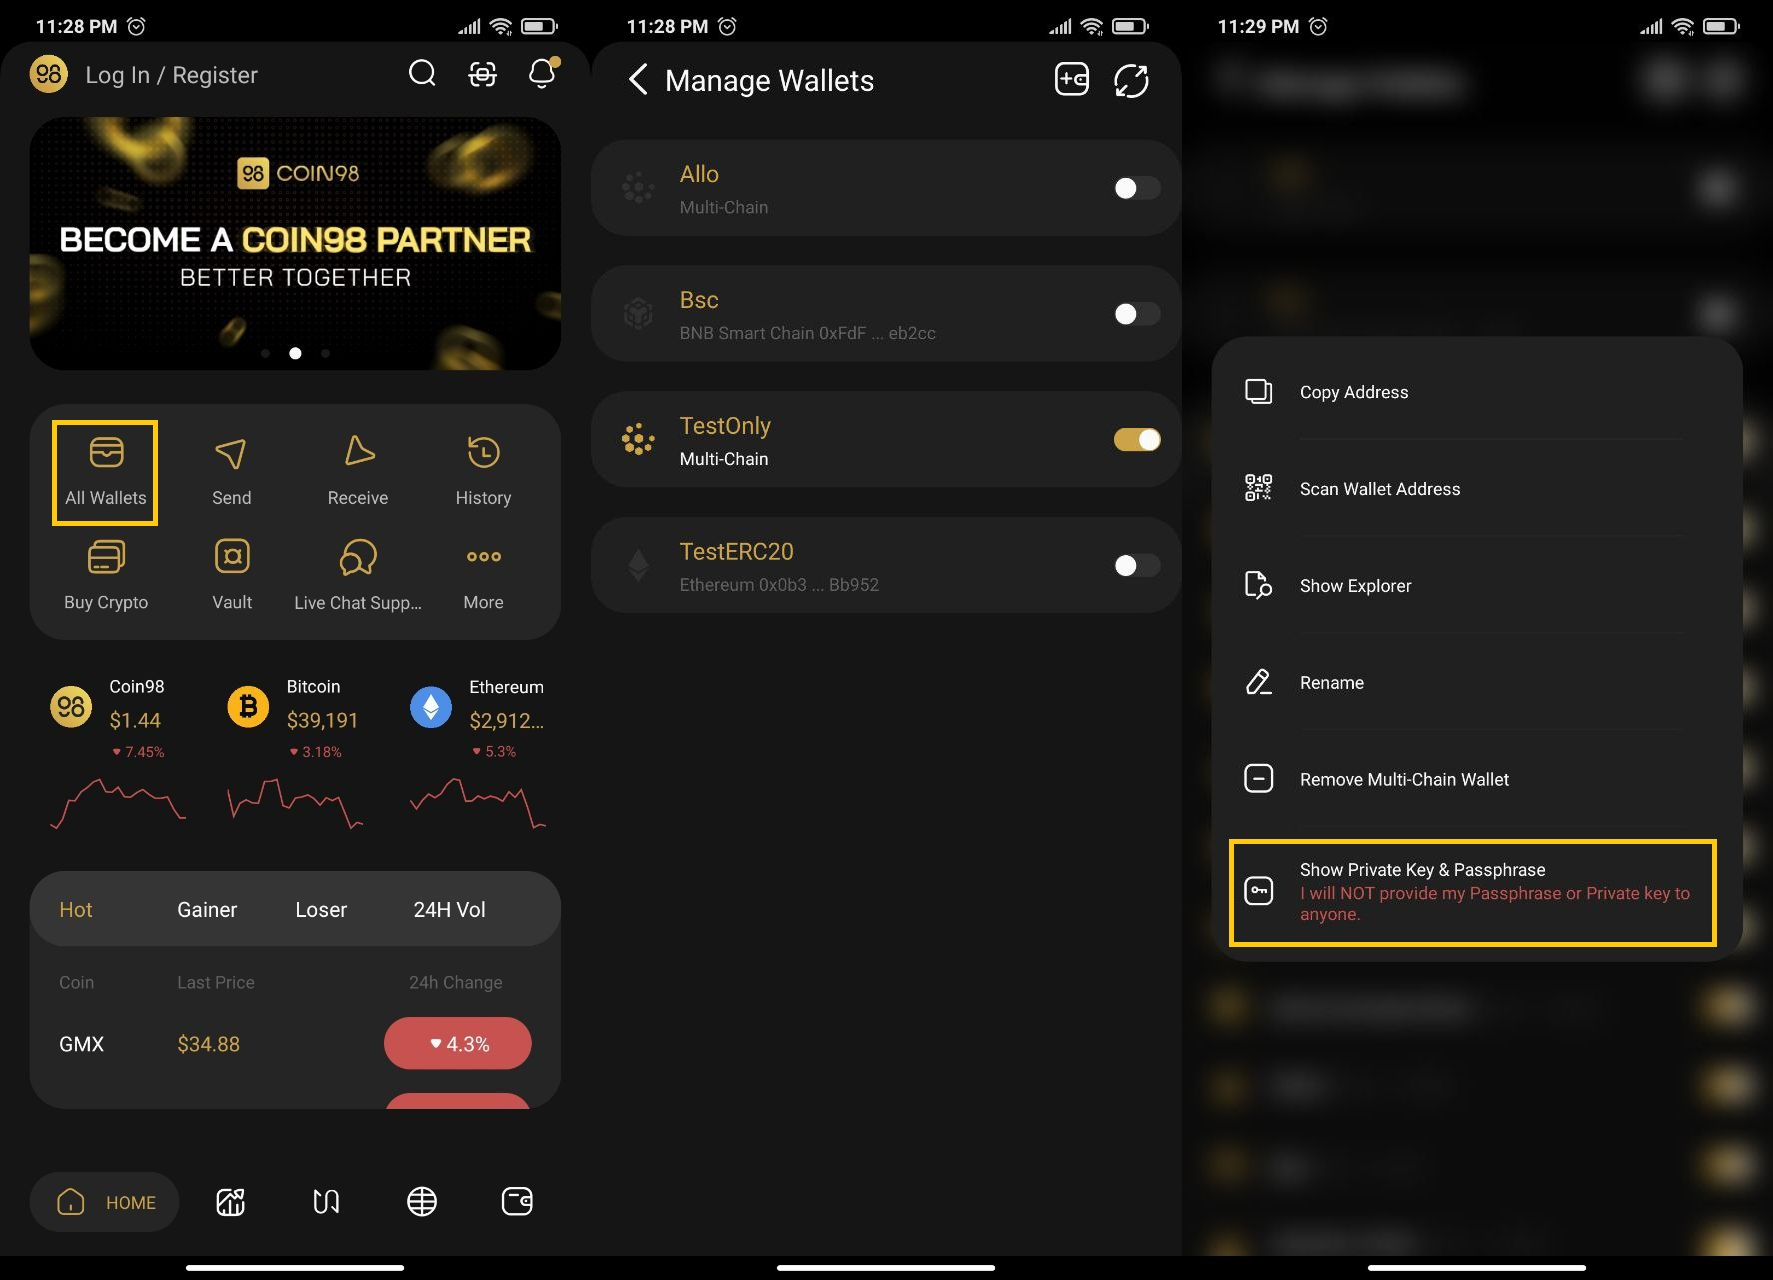 11:28 PM
Log In / Register
COIN98
BECOME A COIN98 PARTNER
BETTER TOGETHER
All Wallets
Send
Receive
History
Buy Crypto
Vault
Live Chat Supp...
More
Coin98
$1.44
7.45%
Bitcoin
$39,191
3.18%
Ethereum
$2,912...
5.3%
Hot
Gainer
Loser
24H Vol
Coin
Last Price
24h Change
GMX
$34.88
4.3%
HOME
11:28 PM
Manage Wallets
Allo
Multi-Chain
Bsc
BNB Smart Chain 0xFdF ... eb2cc
TestOnly
Multi-Chain
TestERC20
Ethereum 0x0b3 ... Bb952
11:29 PM
Copy Address
Scan Wallet Address
Show Explorer
Rename
Remove Multi-Chain Wallet
Show Private Key & Passphrase
I will NOT provide my Passphrase or Private key to
anyone.